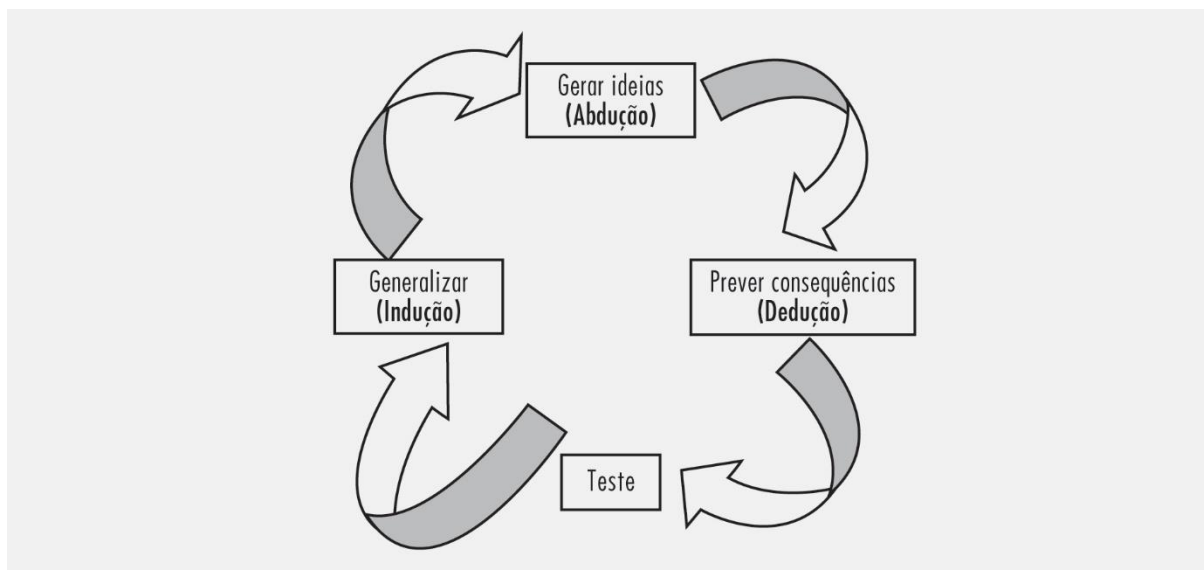 Gerar ideias
(Abdução)
Prever consequências
(Dedução)
Teste
Generalizar
(Indução)